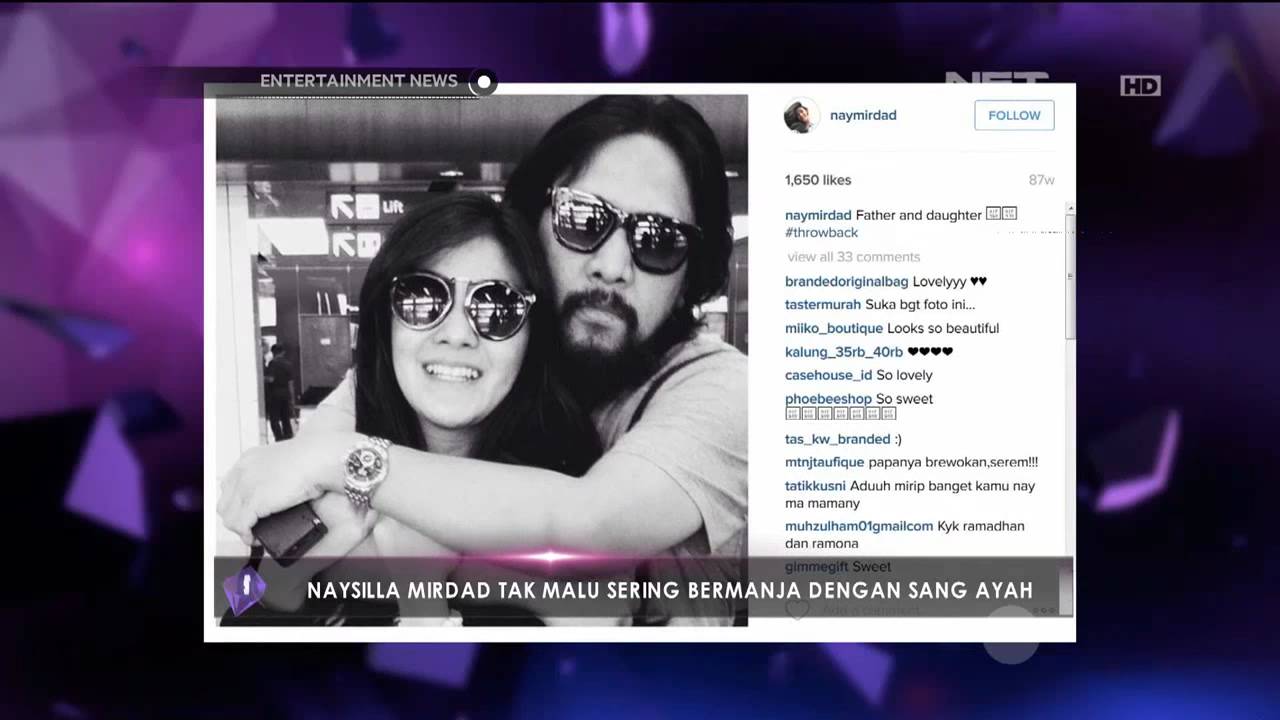 ENTERTAINMENT NEWS
NET
HD
Lift
naymirdad
FOLLOW
1,650 likes
87w
naymirdad Father and daughter
#throwback
view all 33 comments
brandedoriginalbag Lovelyyy ♥♥
tastermurah Suka bgt foto ini...
miiko_boutique Looks so beautiful
kalung_35rb_40rb ♥♥♥♥
casehouse_id So lovely
phoebeeshop So sweet
tas_kw_branded :)
mtnjtaufique papanya brewokan,serem!!!
tatikkusni Aduuh mirip banget kamu nay
ma mamany
muhzulham01gmailcom Kyk ramadhan
dan ramona
gimmegift Sweet
NAYSILLA MIRDAD TAK MALU SERING BERMANJA DENGAN SANG AYAH
Add a comment